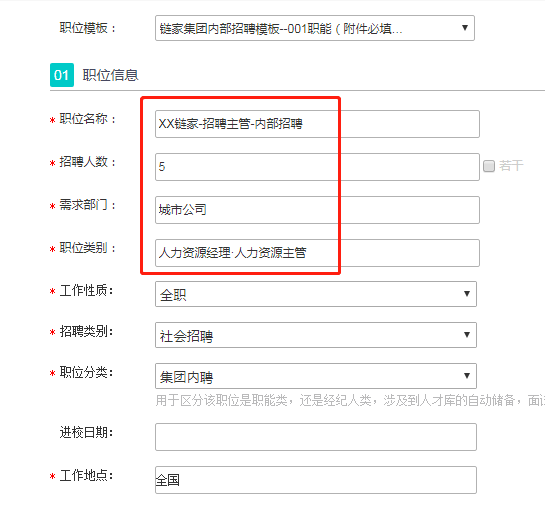 职位模板： 链家集团内部招聘模板--001职能（附件必填...
01 职位信息
* 职位名称： XX链家-招聘主管-内部招聘
* 招聘人数： 5 若干
* 需求部门： 城市公司
* 职位类别： 人力资源经理·人力资源主管
* 工作性质： 全职
* 招聘类别： 社会招聘
* 职位分类： 集团内聘
用于区分该职位是职能类，还是经纪人类，涉及到人才库的自动储备，面
进校日期：
* 工作地点： 全国